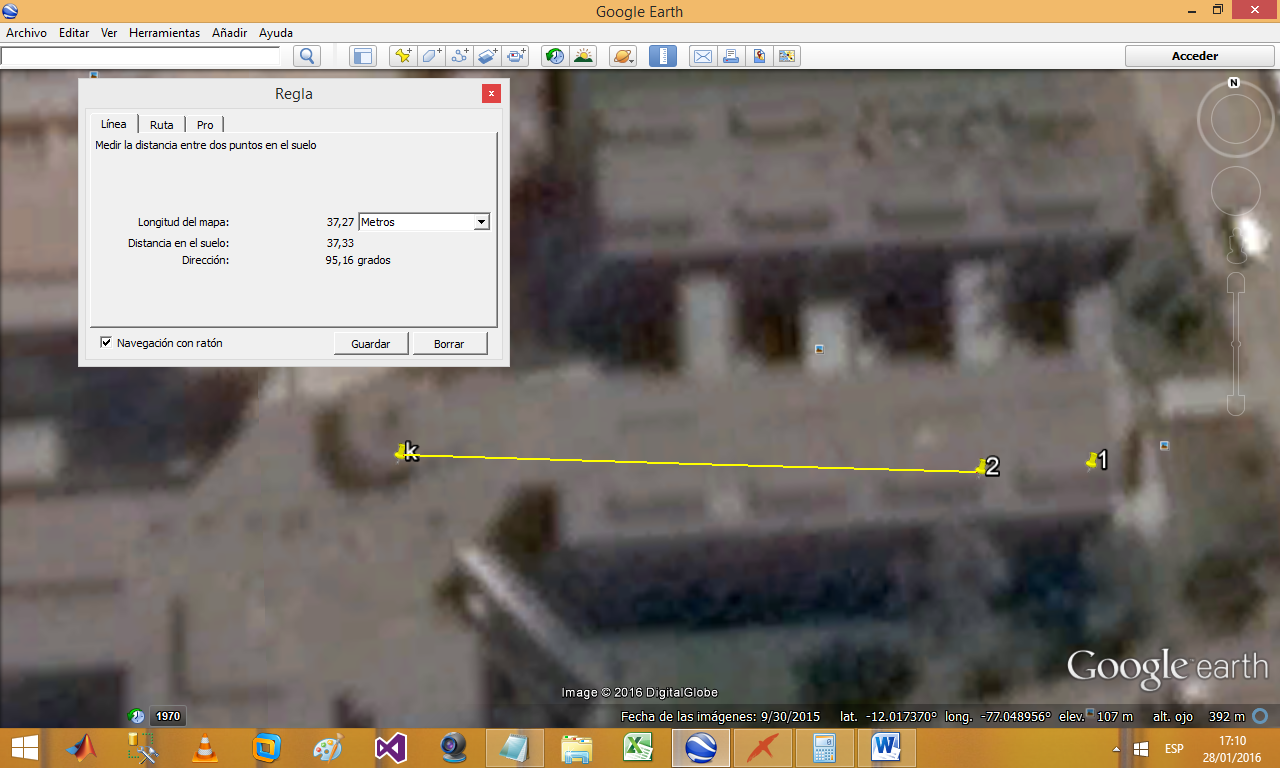 Google Earth
Archivo Editar Ver Herramientas Añadir Ayuda
Acceder
N
Regla
Línea Ruta Pro
Medir la distancia entre dos puntos en el suelo
Longitud del mapa: 37,27 Metros
Distancia en el suelo: 37,33
Dirección: 95,16 grados
Navegación con ratón Guardar Borrar
k 2 1
Google earth
Image © 2016 DigitalGlobe
1970 Fecha de las imágenes: 9/30/2015 lat. -12.017370° long. -77.048956° elev. 107 m alt. ojo 392 m
ESP 17:10
28/01/2016